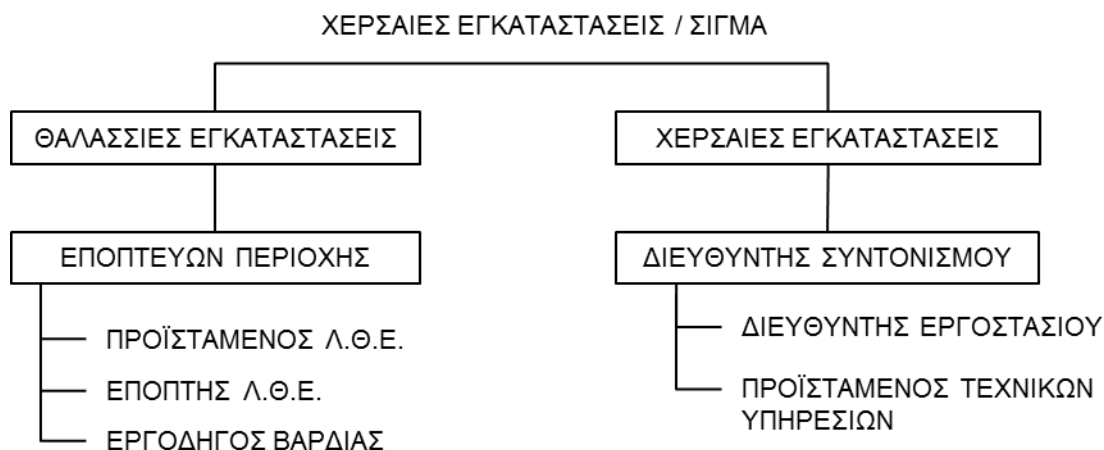 ΧΕΡΣΑΙΕΣ ΕΓΚΑΤΑΣΤΑΣΕΙΣ / ΣΙΓΜΑ
ΘΑΛΑΣΣΙΕΣ ΕΓΚΑΤΑΣΤΑΣΕΙΣ
ΧΕΡΣΑΙΕΣ ΕΓΚΑΤΑΣΤΑΣΕΙΣ
ΕΠΟΠΤΕΥΩΝ ΠΕΡΙΟΧΗΣ
ΔΙΕΥΘΥΝΤΗΣ ΣΥΝΤΟΝΙΣΜΟΥ
ΠΡΟΪΣΤΑΜΕΝΟΣ Λ.Θ.Ε.
ΕΠΟΠΤΗΣ Λ.Θ.Ε.
ΕΡΓΟΔΗΓΟΣ ΒΑΡΔΙΑΣ
ΔΙΕΥΘΥΝΤΗΣ ΕΡΓΟΣΤΑΣΙΟΥ
ΠΡΟΪΣΤΑΜΕΝΟΣ ΤΕΧΝΙΚΩΝ
ΥΠΗΡΕΣΙΩΝ